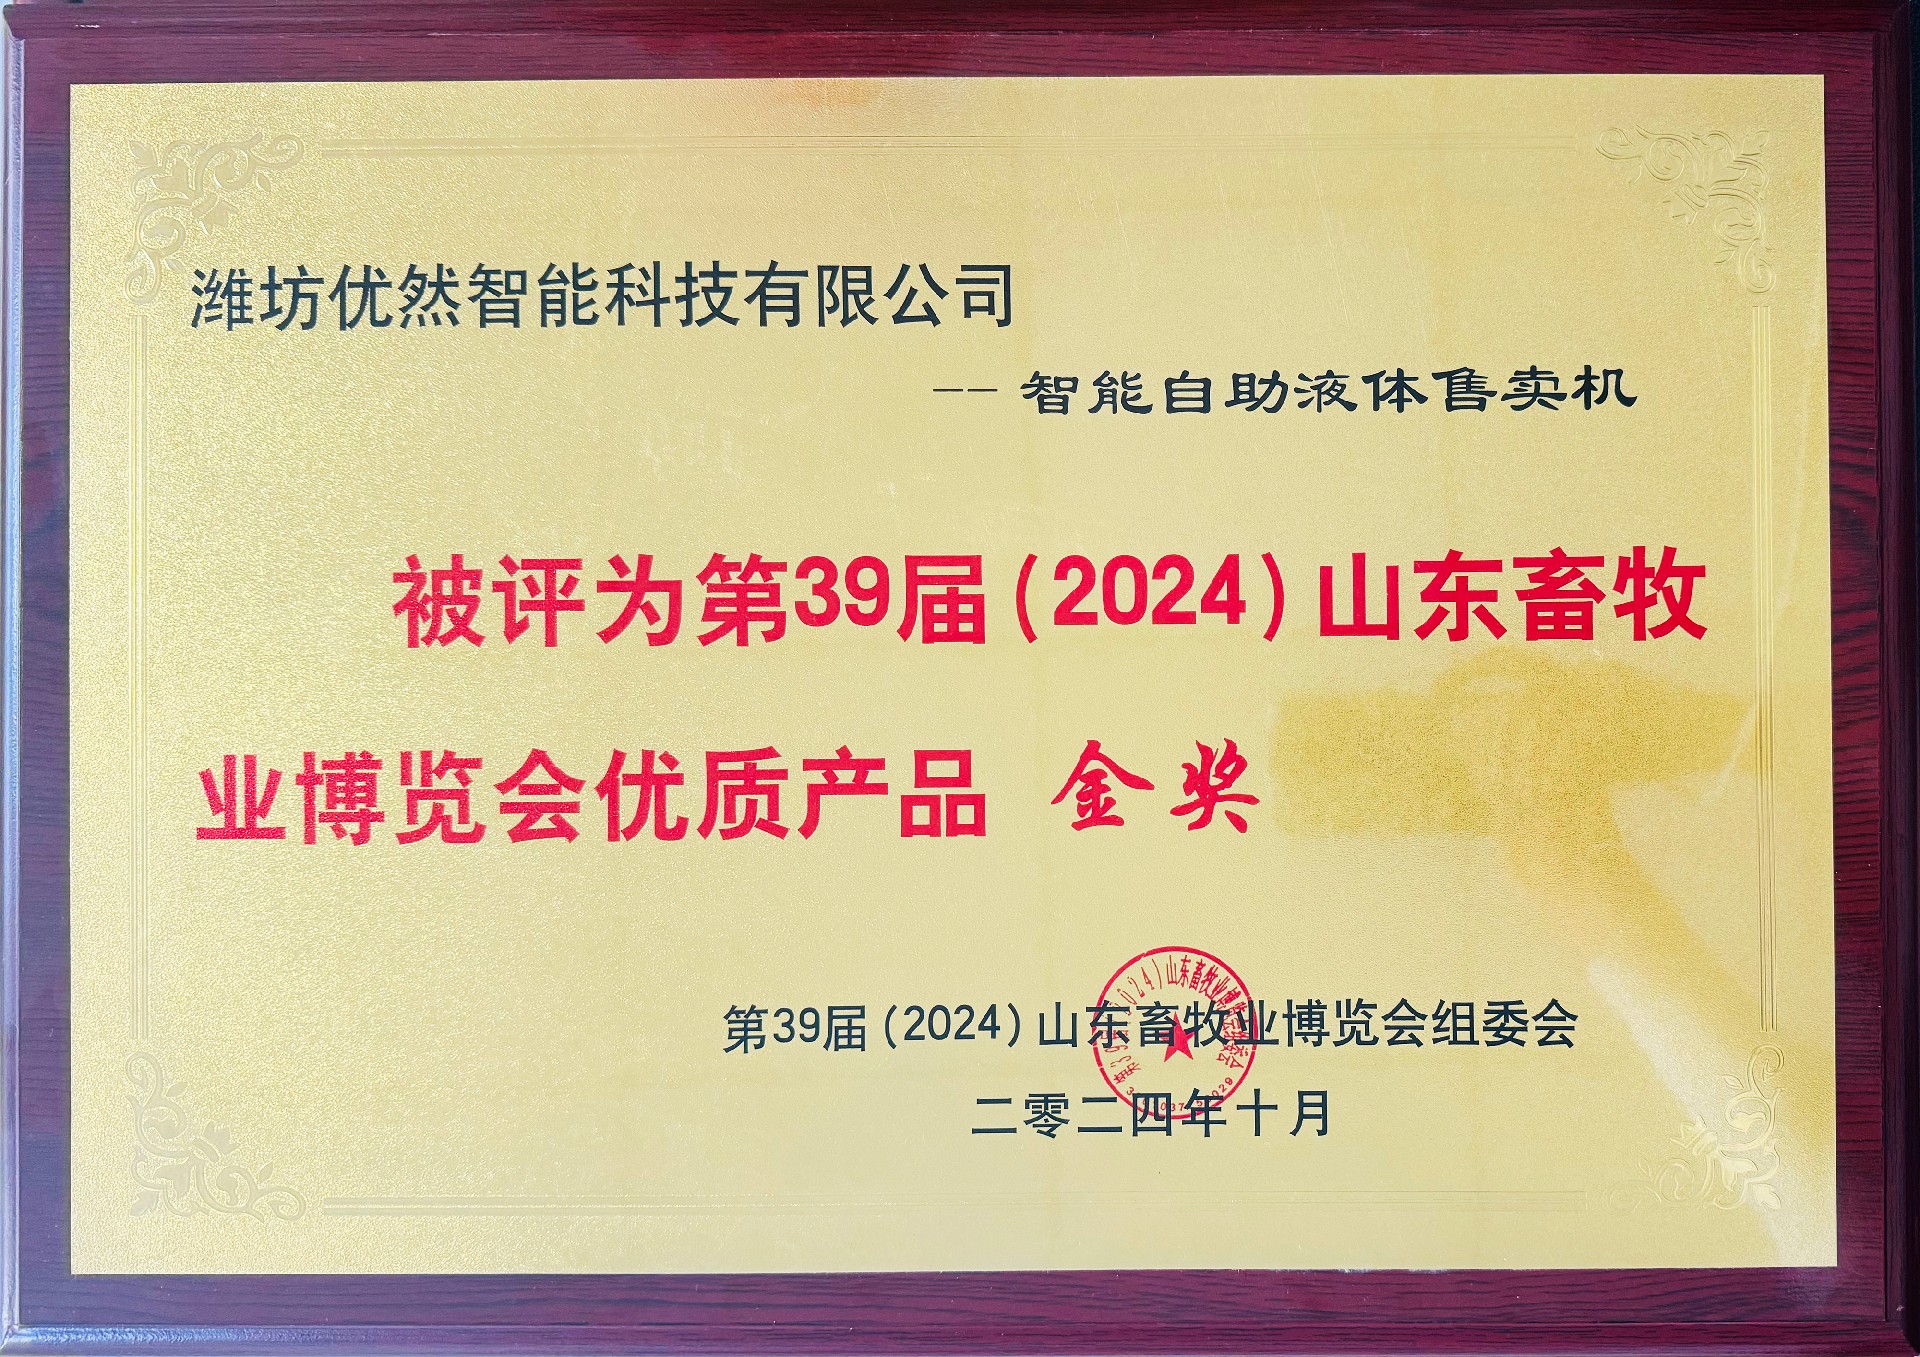 潍坊优然智能科技有限公司
-- 智能自助液体售卖机
被评为第39届(2024)山东畜牧
业博览会优质产品 金奖
第39届(2024)山东畜牧业博览会组委会
二零二四年十月